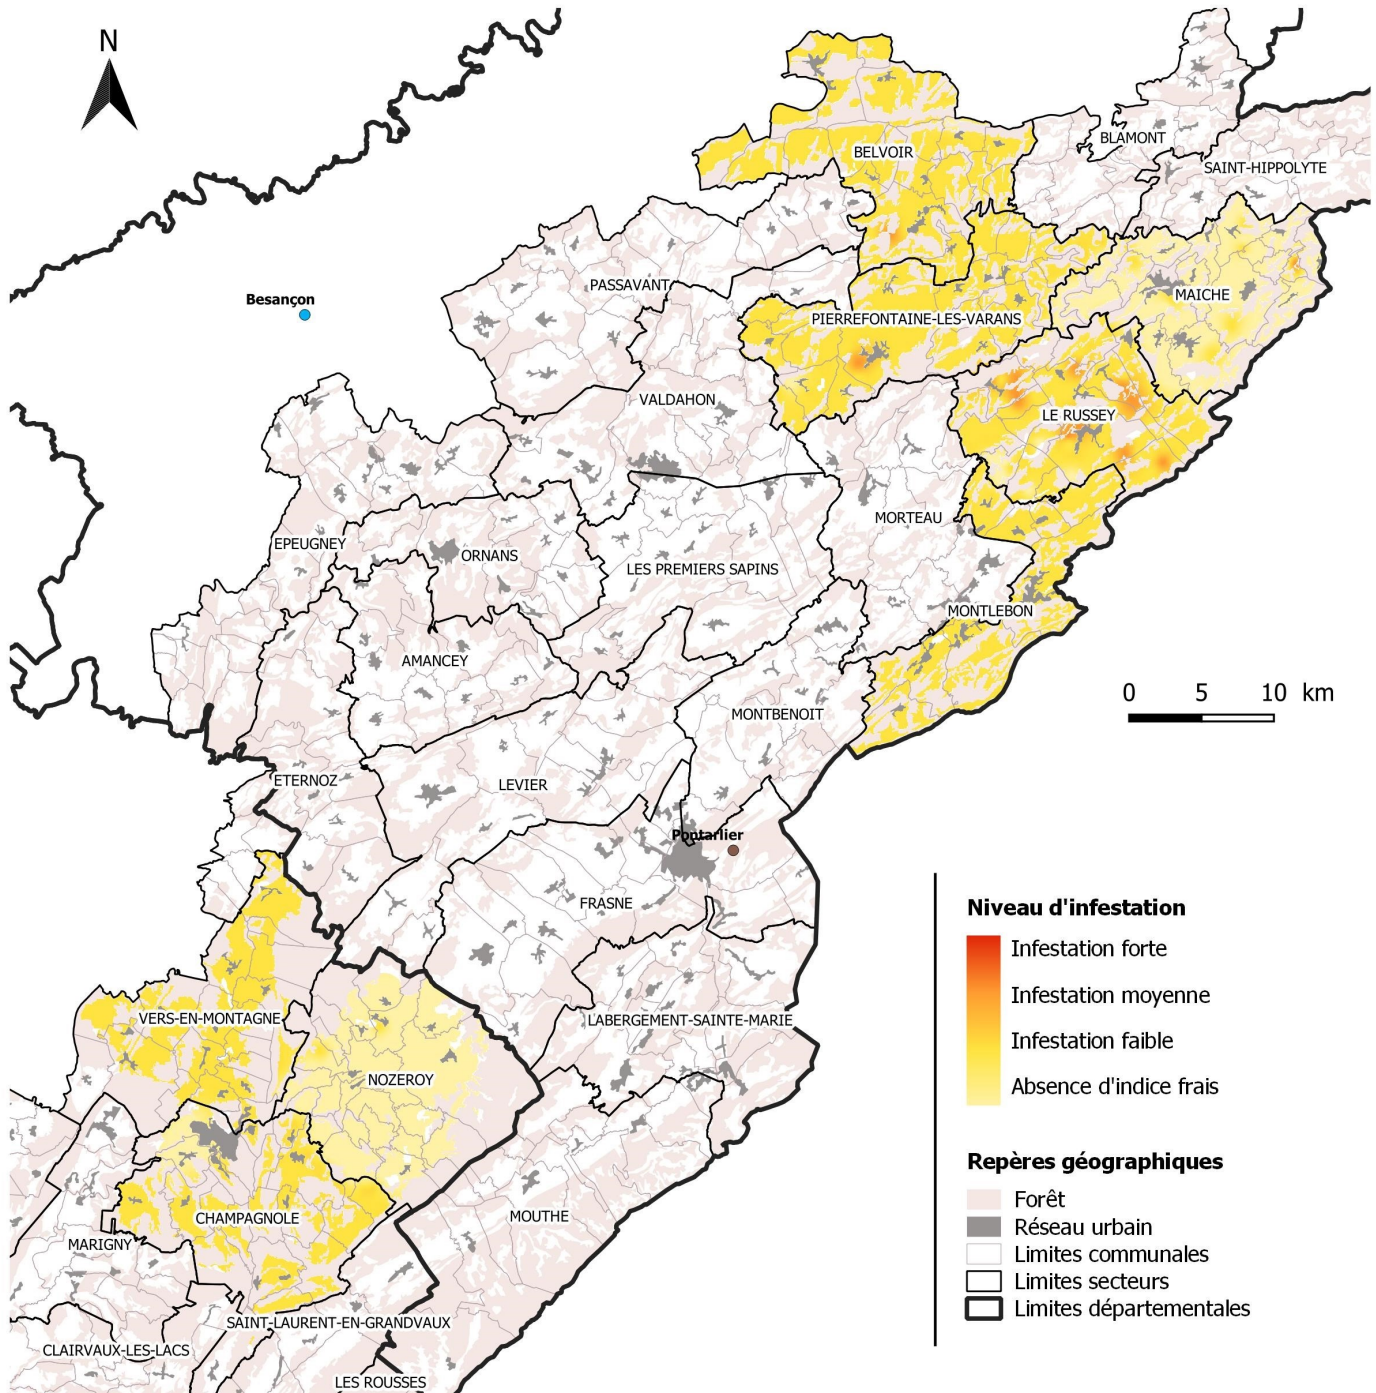 N
BLAMONT
BELVOIR
SAINT-HIPPOLYTE
PASSAVANT
Besançon
MAICHE
PIERREFONTAINE-LES-VARANS
VALDAHON
LE RUSSEY
MORTEAU
EPEUGNEY
ORNANS
LES PREMIERS SAPINS
MONTLEBON
AMANCEY
0 5 10 km
MONTBENOIT
ETERNOZ
LEVIER
Pontarlier
FRASNE
Niveau d'infestation
Infestation forte
Infestation moyenne
Infestation faible
Absence d'indice frais
VERS-EN-MONTAGNE
LABERGEMENT-SAINTE-MARIE
NOZEROY
Repères géographiques
Forêt
Réseau urbain
Limites communales
Limites secteurs
Limites départementales
CHAMPAGNOLE
MOUTHE
MARIGNY
SAINT-LAURENT-EN-GRANDVAUX
CLAIRVAUX-LES-LACS
LES ROUSSES